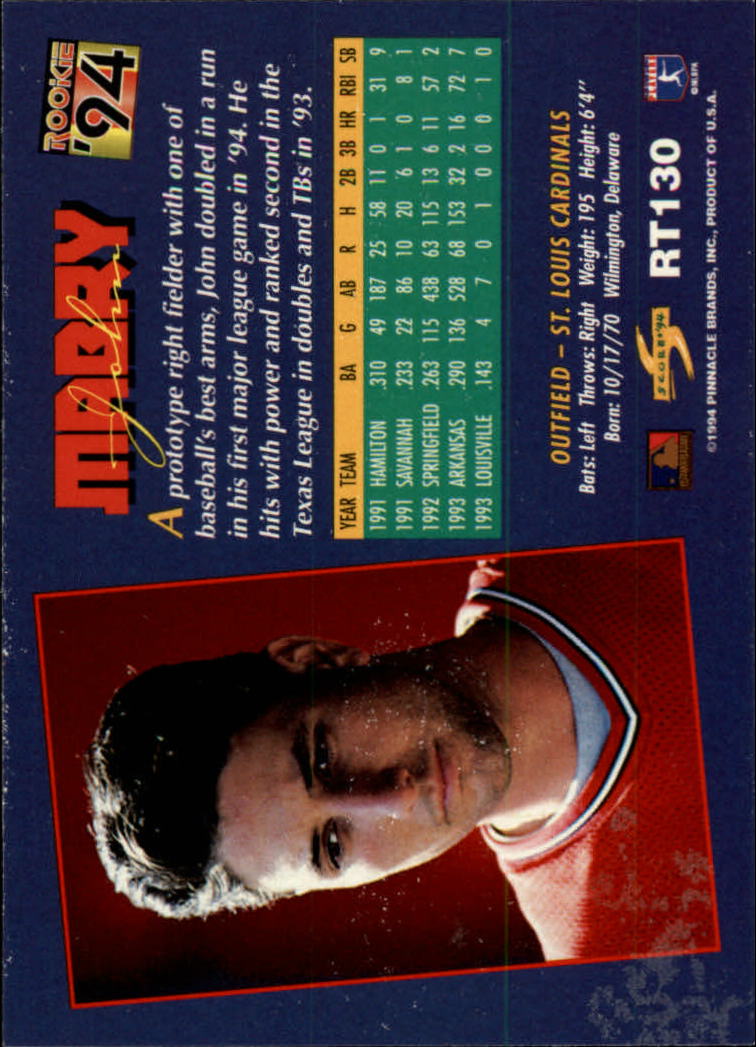 MABRY
John
ROOKIE
'94
A prototype right fielder with one of
baseball's best arms, John doubled in a run
in his first major league game in '94. He
hits with power and ranked second in the
Texas League in doubles and TBs in '93.
YEAR TEAM BA G AB R H 2B 3B HR RBI SB
1991 HAMILTON .310 49 187 25 58 11 0 1 31 9
1991 SAVANNAH .233 22 86 10 20 6 1 0 8 1
1992 SPRINGFIELD .263 115 438 63 115 13 6 11 57 2
1993 ARKANSAS .290 136 528 68 153 32 2 16 72 7
1993 LOUISVILLE .143 4 7 0 1 0 0 0 1 0
OUTFIELD – ST. LOUIS CARDINALS
Bats: Left Throws: Right Weight: 195 Height: 6'4"
Born: 10/17/70 Wilmington, Delaware
SCORE '94
RT130
©MLBPA
©1994 PINNACLE BRANDS, INC., PRODUCT OF U.S.A.